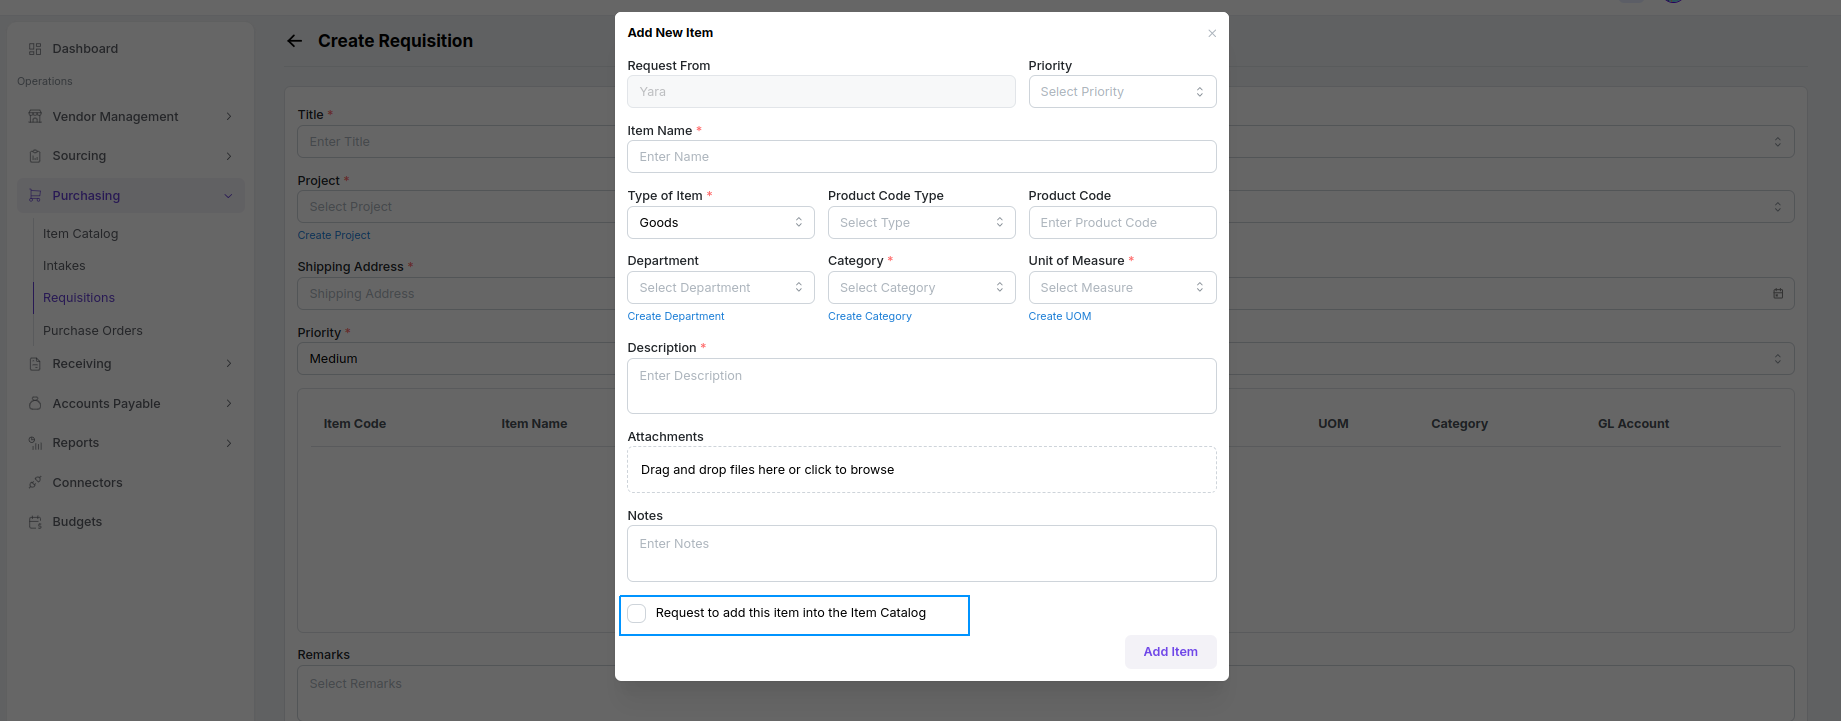 Dashboard
Operations
Vendor Management
Sourcing
Purchasing
Item Catalog
Intakes
Requisitions
Purchase Orders
Receiving
Accounts Payable
Reports
Connectors
Budgets
Create Requisition
Title *
Enter Title
Project *
Select Project
Create Project
Shipping Address *
Shipping Address
Priority *
Medium
Item Code Item Name UOM Category GL Account
Remarks
Select Remarks
Add New Item
Request From Priority
Yara Select Priority
Item Name *
Enter Name
Type of Item * Product Code Type Product Code
Goods Select Type Enter Product Code
Department Category * Unit of Measure *
Select Department Select Category Select Measure
Create Department Create Category Create UOM
Description *
Enter Description
Attachments
Drag and drop files here or click to browse
Notes
Enter Notes
Request to add this item into the Item Catalog
Add Item